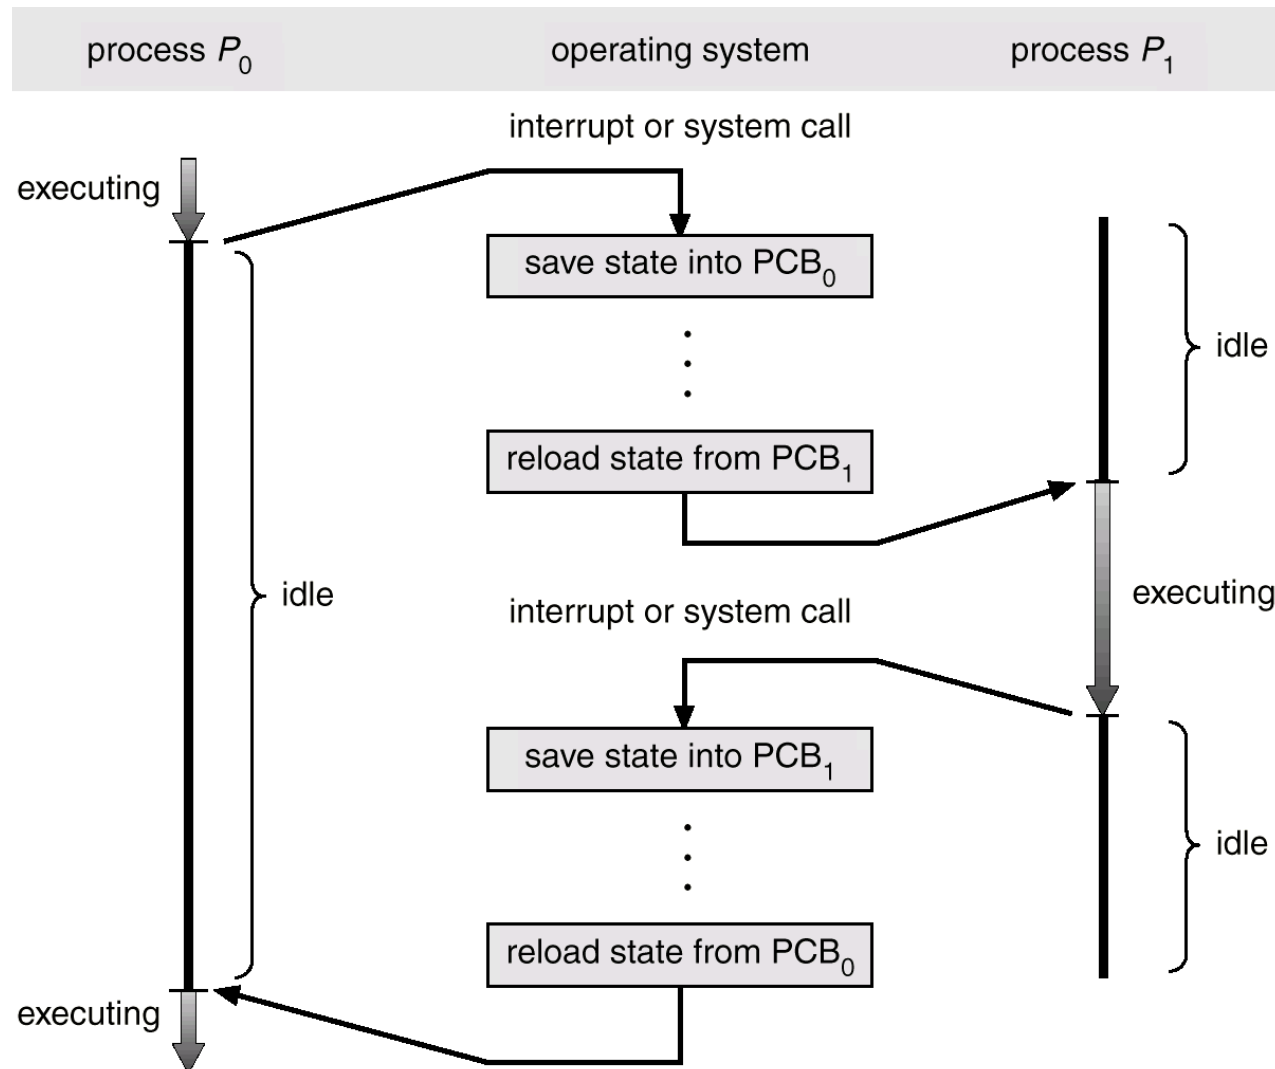 process P0 operating system process P1
interrupt or system call
executing
save state into PCB0
idle
reload state from PCB1
idle
executing
interrupt or system call
save state into PCB1
idle
reload state from PCB0
executing